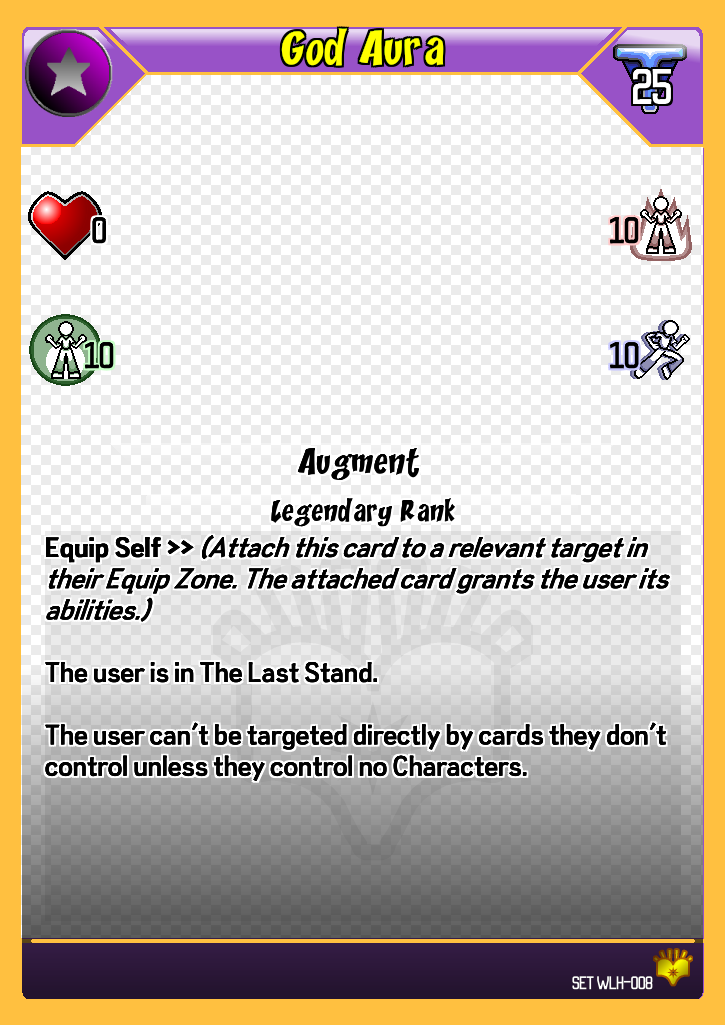 God Aura
25
0
10
10
10
Augment
Legendary Rank
Equip Self >> (Attach this card to a relevant target in
their Equip Zone. The attached card grants the user its
abilities.)
The user is in The Last Stand.
The user can't be targeted directly by cards they don't
control unless they control no Characters.
SET WLH-008